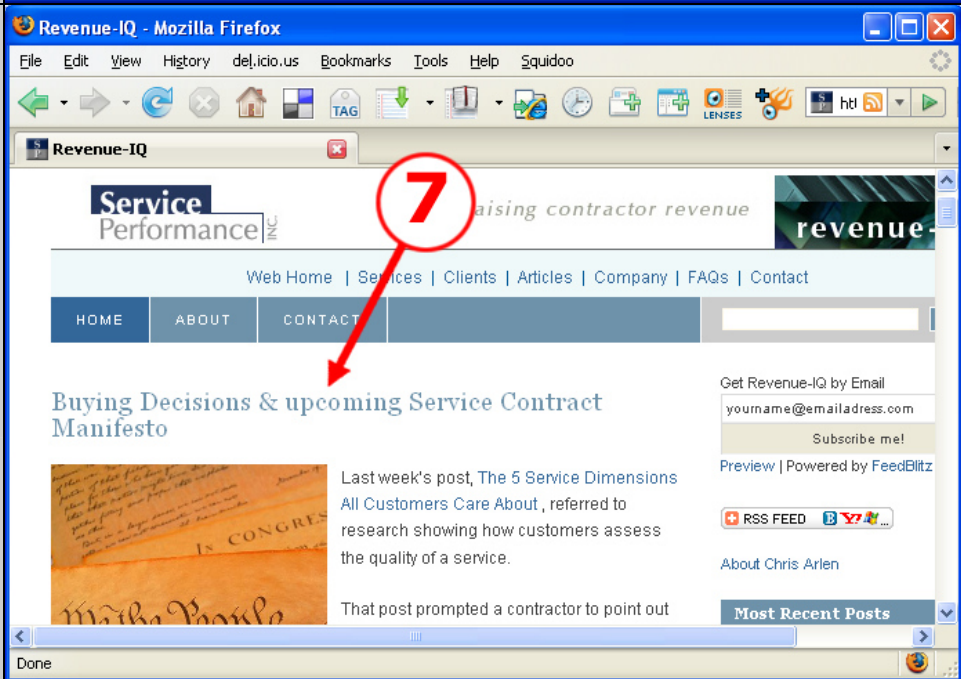 Revenue-IQ - Mozilla Firefox
File Edit View History del.icio.us Bookmarks Tools Help Squidoo
TAG LENSES htl
Revenue-IQ
Service
Performance INC
7
aising contractor revenue
revenue-
Web Home | Services | Clients | Articles | Company | FAQs | Contact
HOME ABOUT CONTACT
Buying Decisions & upcoming Service Contract
Manifesto
Get Revenue-IQ by Email
yourname@emailadress.com
Subscribe me!
Preview | Powered by FeedBlitz
Last week's post, The 5 Service Dimensions
All Customers Care About , referred to
research showing how customers assess
the quality of a service.
That post prompted a contractor to point out
IN CONGRES
We the People
RSS FEED
About Chris Arlen
Most Recent Posts
Done